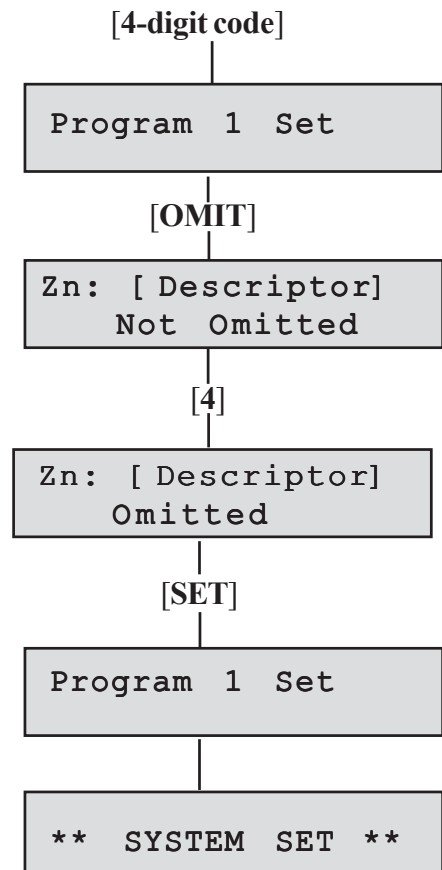 [4-digit code]
Program 1 Set
[OMIT]
Zn: [ Descriptor]
Not Omitted
[4]
Zn: [ Descriptor]
Omitted
[SET]
Program 1 Set
** SYSTEM SET **